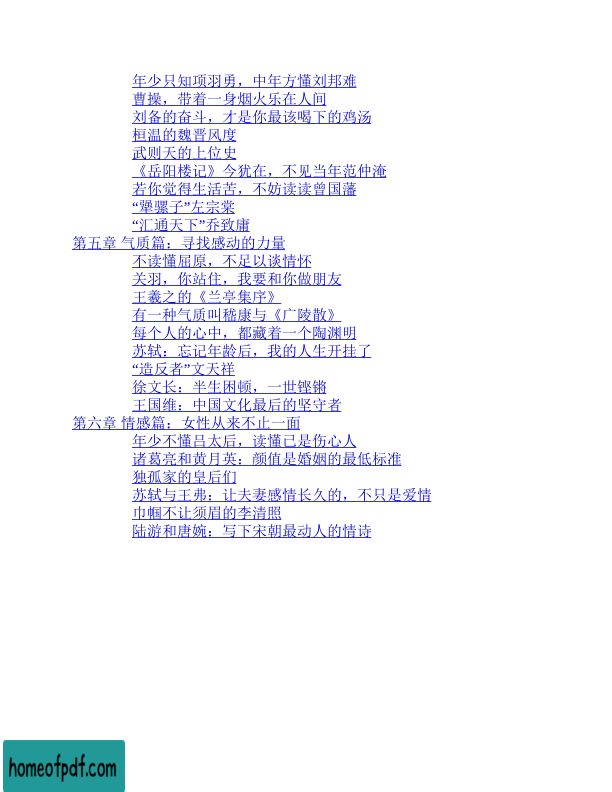 年少只知项羽勇，中年方懂刘邦难
曹操，带着一身烟火乐在人间
刘备的奋斗，才是你最该喝下的鸡汤
桓温的魏晋风度
武则天的上位史
《岳阳楼记》今犹在，不见当年范仲淹
若你觉得生活苦，不妨读读曾国藩
“犟骡子”左宗棠
“汇通天下”乔致庸
第五章 气质篇：寻找感动的力量
不读懂屈原，不足以谈情怀
关羽，你站住，我要和你做朋友
王羲之的《兰亭集序》
有一种气质叫嵇康与《广陵散》
每个人的心中，都藏着一个陶渊明
苏轼：忘记年龄后，我的人生开挂了
“造反者”文天祥
徐文长：半生困顿，一世铿锵
王国维：中国文化最后的坚守者
第六章 情感篇：女性从来不止一面
年少不懂吕太后，读懂已是伤心人
诸葛亮和黄月英：颜值是婚姻的最低标准
独孤家的皇后们
苏轼与王弗：让夫妻感情长久的，不只是爱情
巾帼不让须眉的李清照
陆游和唐婉：写下宋朝最动人的情诗
homeofpdf.com